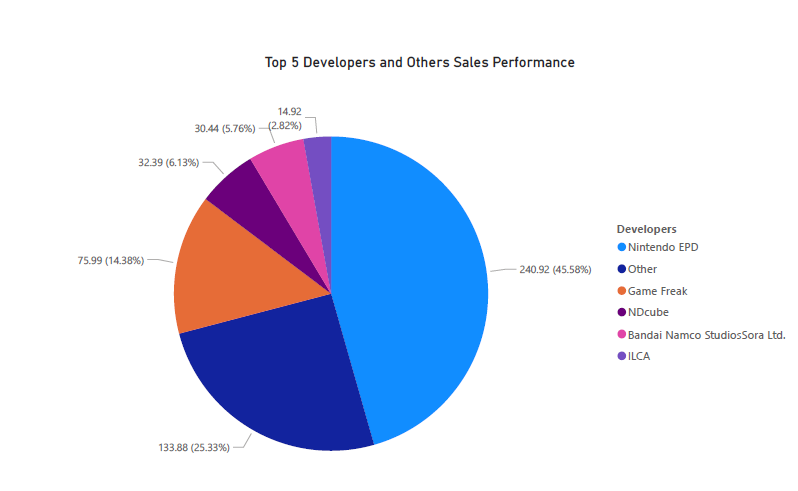 Top 5 Developers and Others Sales Performance
14.92
(2.82%)
30.44 (5.76%)
32.39 (6.13%)
75.99 (14.38%)
240.92 (45.58%)
133.88 (25.33%)
Developers
Nintendo EPD
Other
Game Freak
NDcube
Bandai Namco StudiosSora Ltd.
ILCA